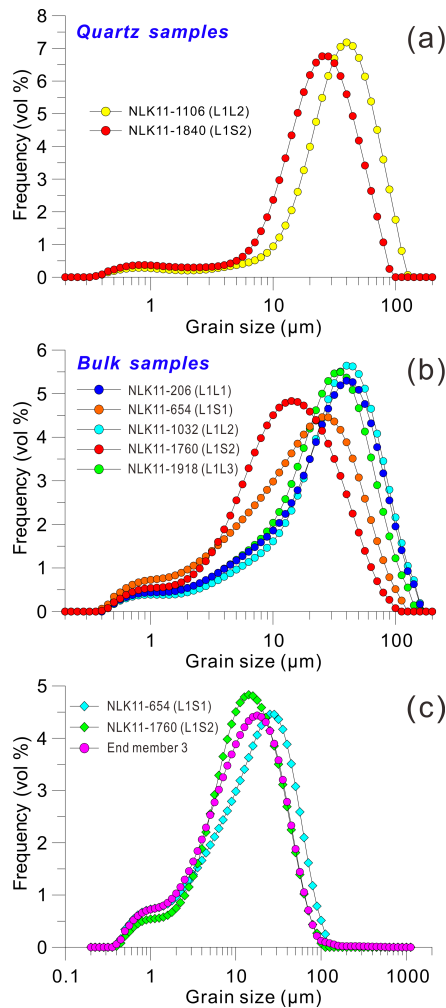 Quartz samples
(a)
NLK11-1106 (L1L2)
NLK11-1840 (L1S2)
Frequency (vol %)
8
7
6
5
4
3
2
1
0
1
10
100
Grain size (µm)
Bulk samples
(b)
NLK11-206 (L1L1)
NLK11-654 (L1S1)
NLK11-1032 (L1L2)
NLK11-1760 (L1S2)
NLK11-1918 (L1L3)
Frequency (vol %)
6
5
4
3
2
1
0
1
10
100
Grain size (µm)
(c)
NLK11-654 (L1S1)
NLK11-1760 (L1S2)
End member 3
Frequency (vol %)
5
4
3
2
1
0
0.1
1
10
100
1000
Grain size (µm)